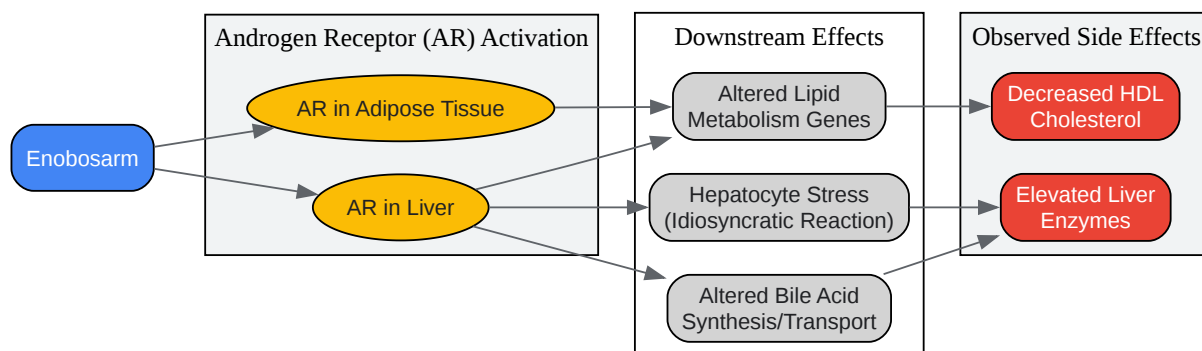 Androgen Receptor (AR) Activation
Downstream Effects
Observed Side Effects
Enobosarm
AR in Adipose Tissue
AR in Liver
Altered Lipid
Metabolism Genes
Hepatocyte Stress
(Idiosyncratic Reaction)
Altered Bile Acid
Synthesis/Transport
Decreased HDL
Cholesterol
Elevated Liver
Enzymes